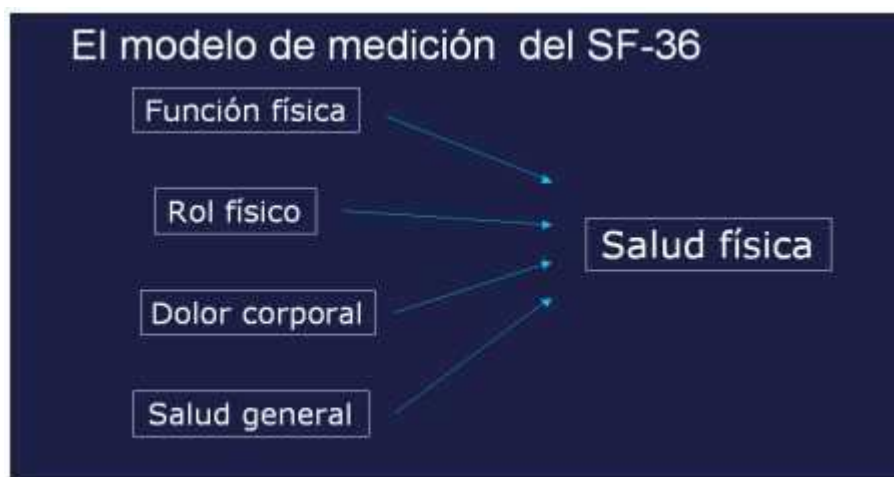 El modelo de medición del SF-36
Función física
Rol físico
Salud física
Dolor corporal
Salud general